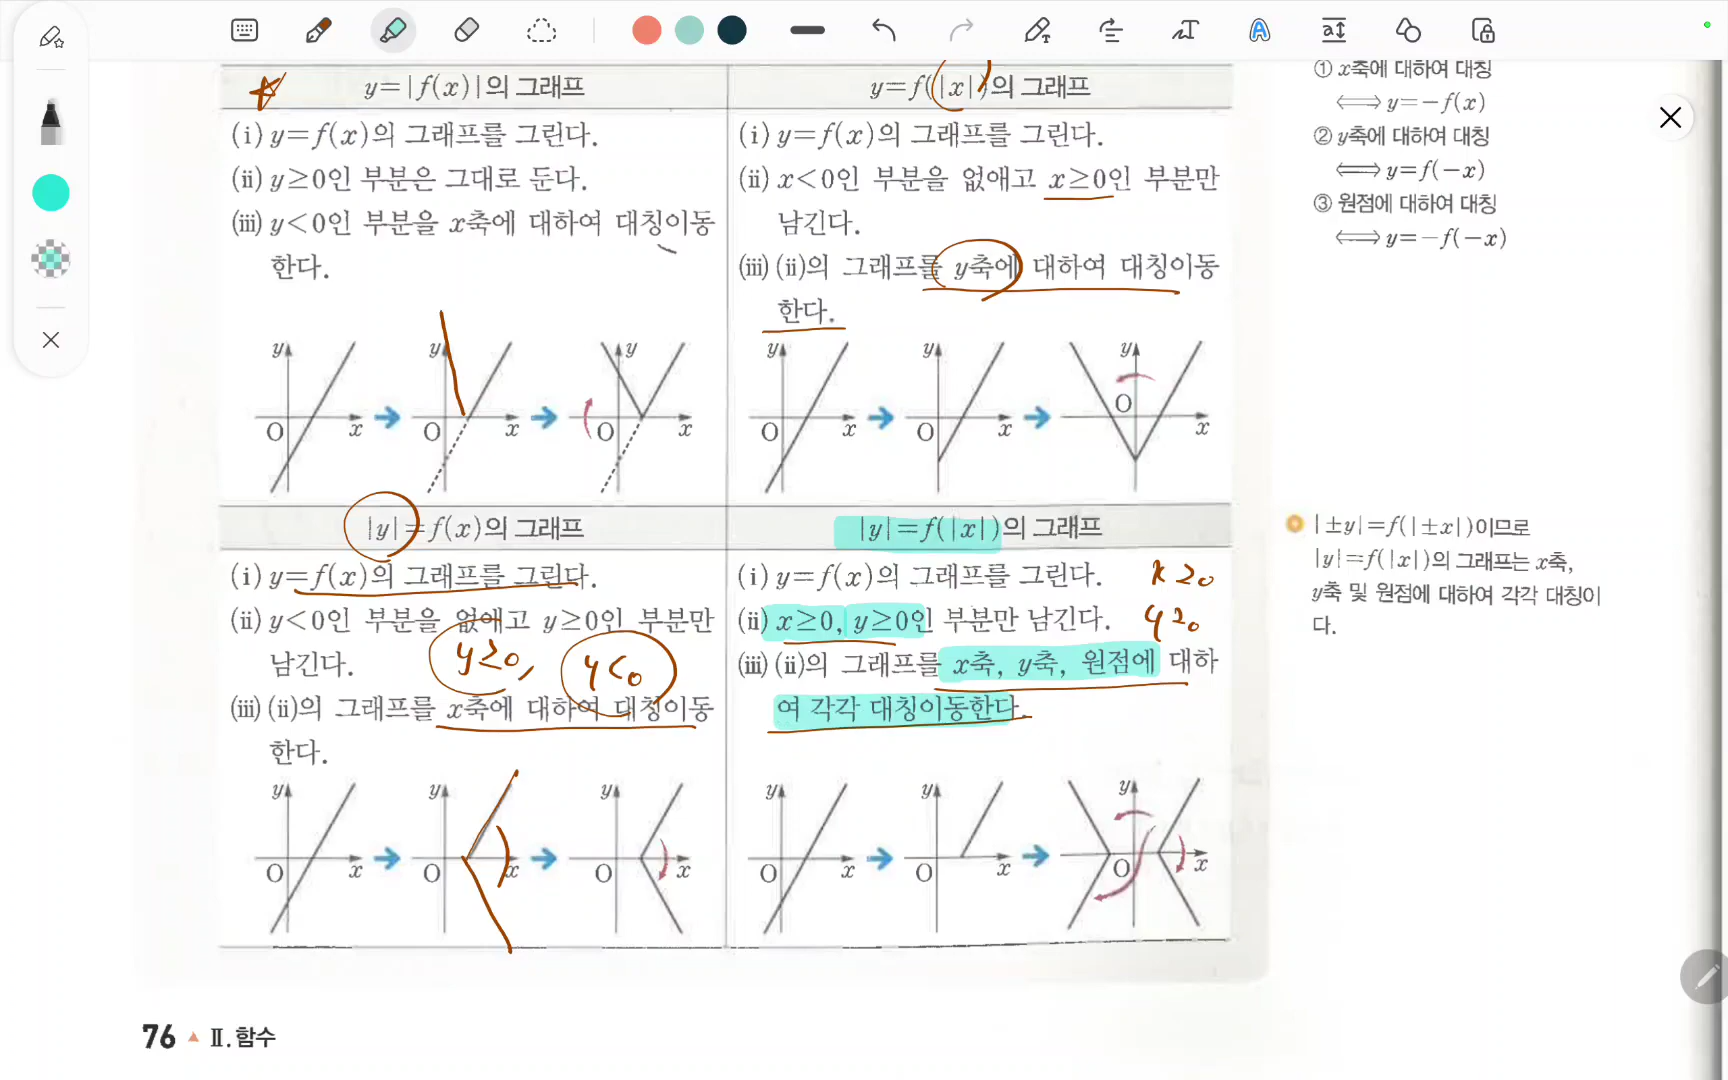 y=|f(x)|의 그래프
(i) y=f(x)의 그래프를 그린다.
(ii) y≥0인 부분은 그대로 둔다.
(iii) y<0인 부분을 x축에 대하여 대칭이동
한다.
y y y
O x O x O x
y=f(|x|)의 그래프
(i) y=f(x)의 그래프를 그린다.
(ii) x<0인 부분을 없애고 x≥0인 부분만
남긴다.
(iii) (ii)의 그래프를 y축에 대하여 대칭이동
한다.
y y y
O x O x O x
|y|=f(x)의 그래프
(i) y=f(x)의 그래프를 그린다.
(ii) y<0인 부분을 없애고 y≥0인 부분만
남긴다.
y≥0, y<0
(iii) (ii)의 그래프를 x축에 대하여 대칭이동
한다.
y y y
O x O x O x
|y|=f(|x|)의 그래프
(i) y=f(x)의 그래프를 그린다.
x≥0
(ii) x≥0, y≥0인 부분만 남긴다.
y≥0
(iii) (ii)의 그래프를 x축, y축, 원점에 대하
여 각각 대칭이동한다.
y y y
O x O x O x
① x축에 대하여 대칭
⟺ y=-f(x)
② y축에 대하여 대칭
⟺ y=f(-x)
③ 원점에 대하여 대칭
⟺ y=-f(-x)
|±y|=f(|±x|)이므로
|y|=f(|x|)의 그래프는 x축,
y축 및 원점에 대하여 각각 대칭이
다.
76 ▲ Ⅱ. 함수